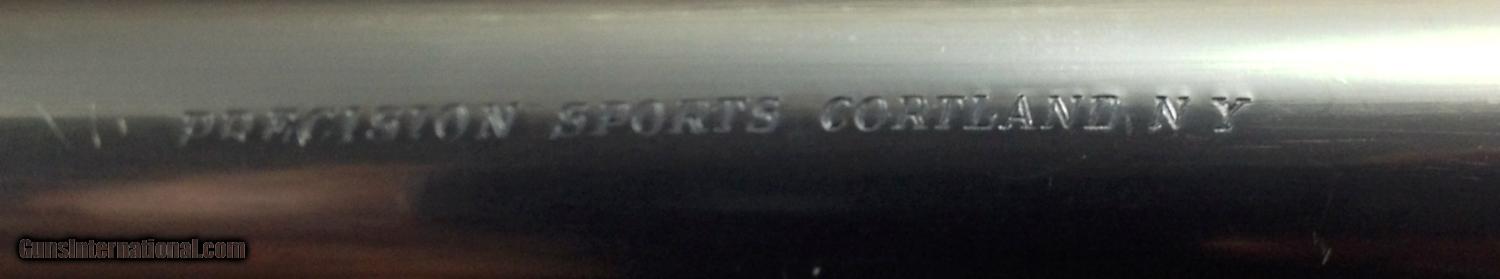 PRECISION SPORTS CORTLAND N Y
GunsInternational.com